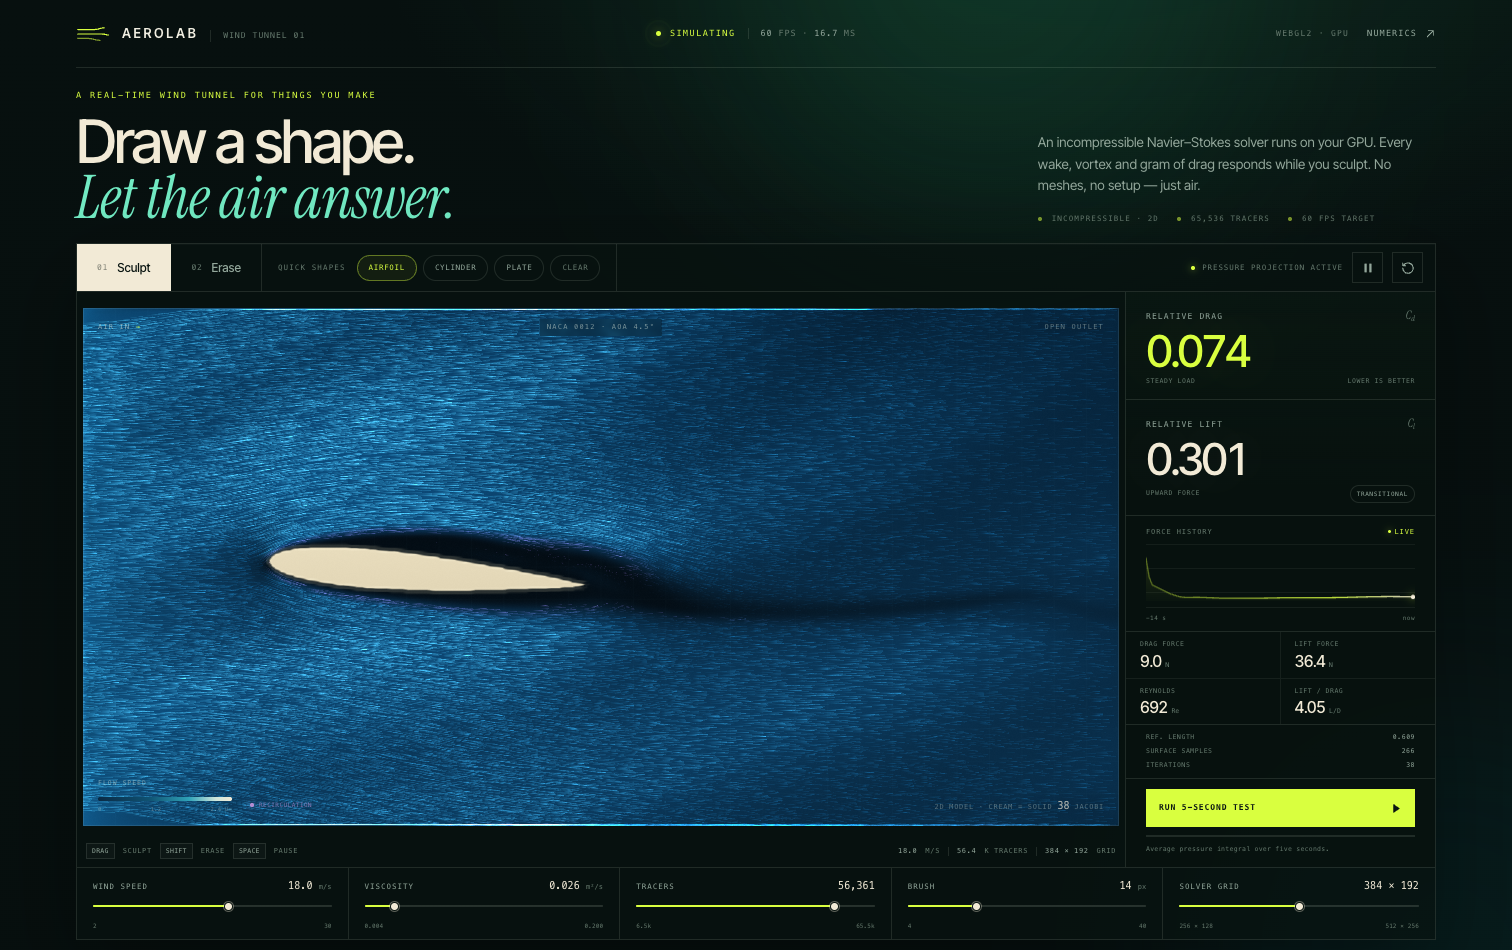 AEROLAB
WIND TUNNEL 01
SIMULATING
60 FPS · 16.7 MS
WEBGL2 · GPU
NUMERICS
A REAL-TIME WIND TUNNEL FOR THINGS YOU MAKE
Draw a shape.
Let the air answer.
An incompressible Navier–Stokes solver runs on your GPU. Every
wake, vortex and gram of drag responds while you sculpt. No
meshes, no setup — just air.
INCOMPRESSIBLE · 2D
65,536 TRACERS
60 FPS TARGET
01 Sculpt
02 Erase
QUICK SHAPES
AIRFOIL
CYLINDER
PLATE
CLEAR
PRESSURE PROJECTION ACTIVE
AIR IN →
NACA 0012 · AOA 4.5°
OPEN OUTLET
FLOW SPEED
RECIRCULATION
2D MODEL · CREAM = SOLID 38 JACOBI
DRAG SCULPT SHIFT ERASE SPACE PAUSE
18.0 M/S 56.4 K TRACERS 384 × 192 GRID
RELATIVE DRAG
Cd
0.074
STEADY LOAD
LOWER IS BETTER
RELATIVE LIFT
Cl
0.301
UPWARD FORCE
TRANSITIONAL
FORCE HISTORY
LIVE
−14 s
now
DRAG FORCE
9.0 N
LIFT FORCE
36.4 N
REYNOLDS
692 Re
LIFT / DRAG
4.05 L/D
REF. LENGTH 0.609
SURFACE SAMPLES 266
ITERATIONS 38
RUN 5-SECOND TEST
Average pressure integral over five seconds.
WIND SPEED 18.0 m/s
2 30
VISCOSITY 0.026 m²/s
0.004 0.200
TRACERS 56,361
6.5k 65.5k
BRUSH 14 px
4 40
SOLVER GRID 384 × 192
256 × 128 512 × 256